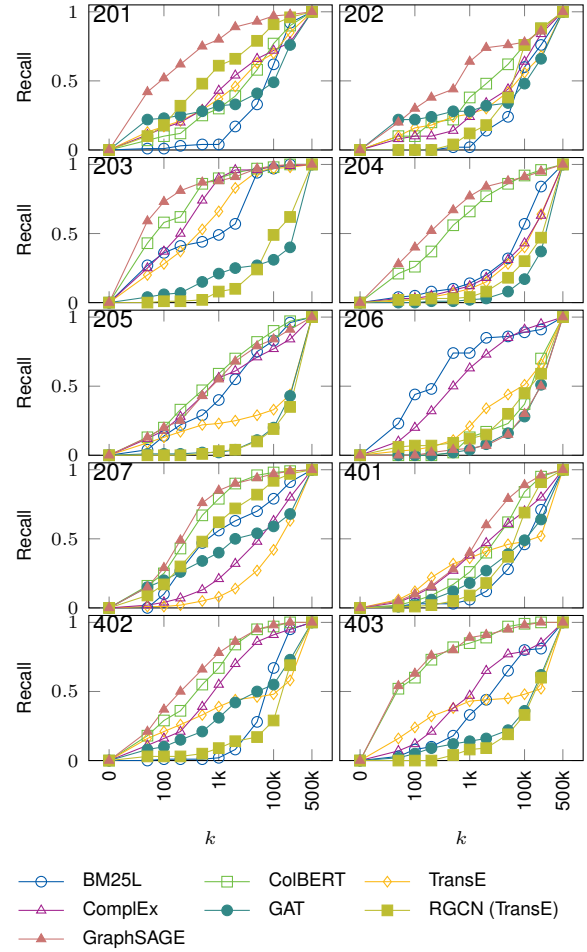 201
202
Recall
1
0.5
0
203
204
Recall
1
0.5
0
205
206
Recall
1
0.5
0
207
401
Recall
1
0.5
0
402
403
Recall
1
0.5
0
0 100 1k 100k 500k
0 100 1k 100k 500k
k
k
BM25L ColBERT TransE
ComplEx GAT RGCN (TransE)
GraphSAGE